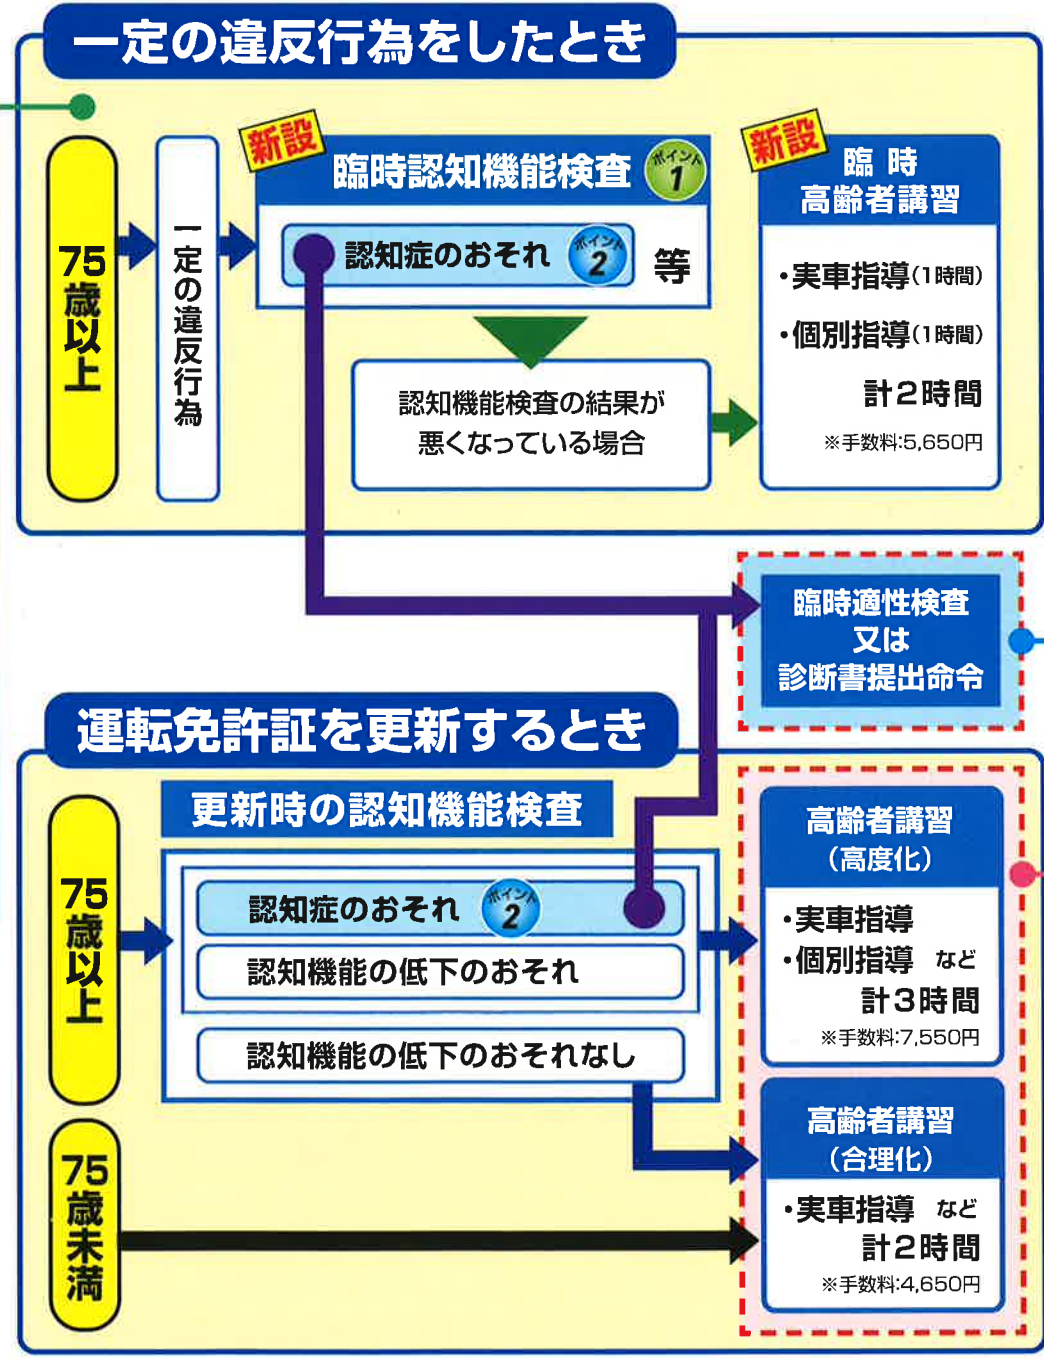 一定の違反行為をしたとき
75歳以上
一定の違反行為
新設
臨時認知機能検査
ポイント1
認知症のおそれ
ポイント2
等
認知機能検査の結果が
悪くなっている場合
新設
臨時
高齢者講習
・実車指導(1時間)
・個別指導(1時間)
計2時間
※手数料:5,650円
臨時適性検査
又は
診断書提出命令
運転免許証を更新するとき
75歳以上
更新時の認知機能検査
認知症のおそれ
ポイント2
認知機能の低下のおそれ
認知機能の低下のおそれなし
高齢者講習
(高度化)
・実車指導
・個別指導 など
計3時間
※手数料:7,550円
75歳未満
高齢者講習
(合理化)
・実車指導 など
計2時間
※手数料:4,650円